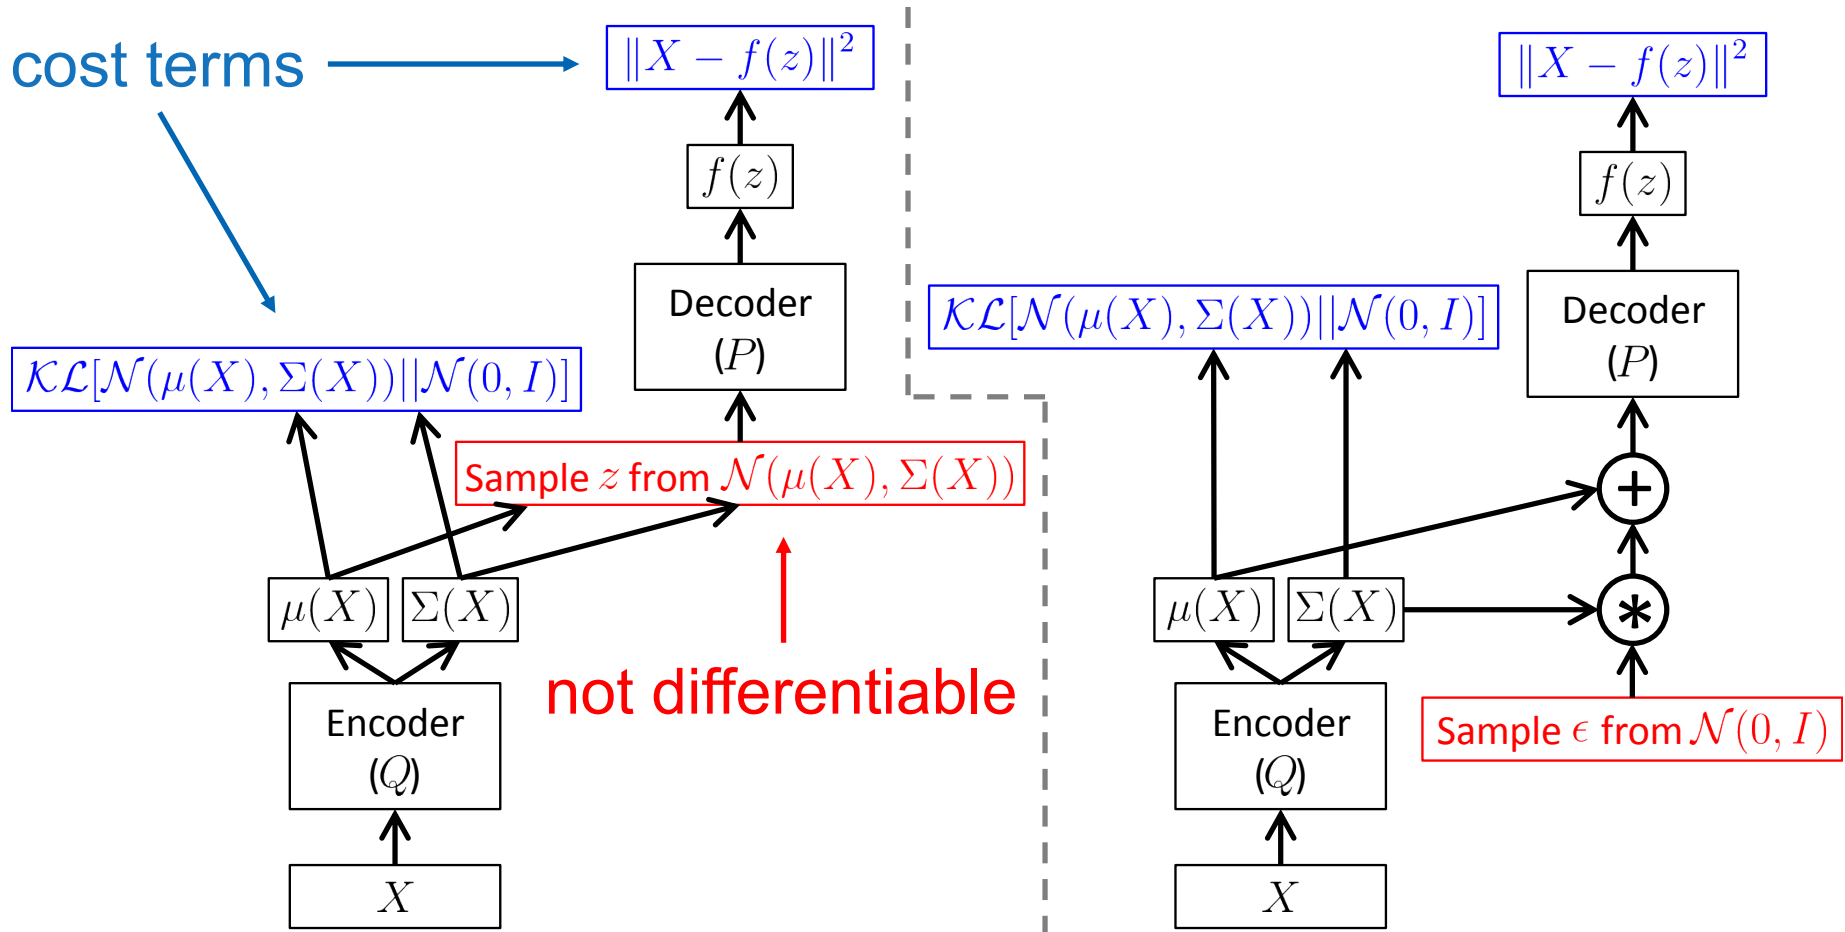 cost terms
‖X − f(z)‖²
f(z)
Decoder
(P)
𝒦ℒ[𝒩(μ(X), Σ(X))||𝒩(0, I)]
Sample z from 𝒩(μ(X), Σ(X))
μ(X)
Σ(X)
not differentiable
Encoder
(Q)
X
‖X − f(z)‖²
f(z)
Decoder
(P)
𝒦ℒ[𝒩(μ(X), Σ(X))||𝒩(0, I)]
+
μ(X)
Σ(X)
*
Encoder
(Q)
Sample ϵ from 𝒩(0, I)
X